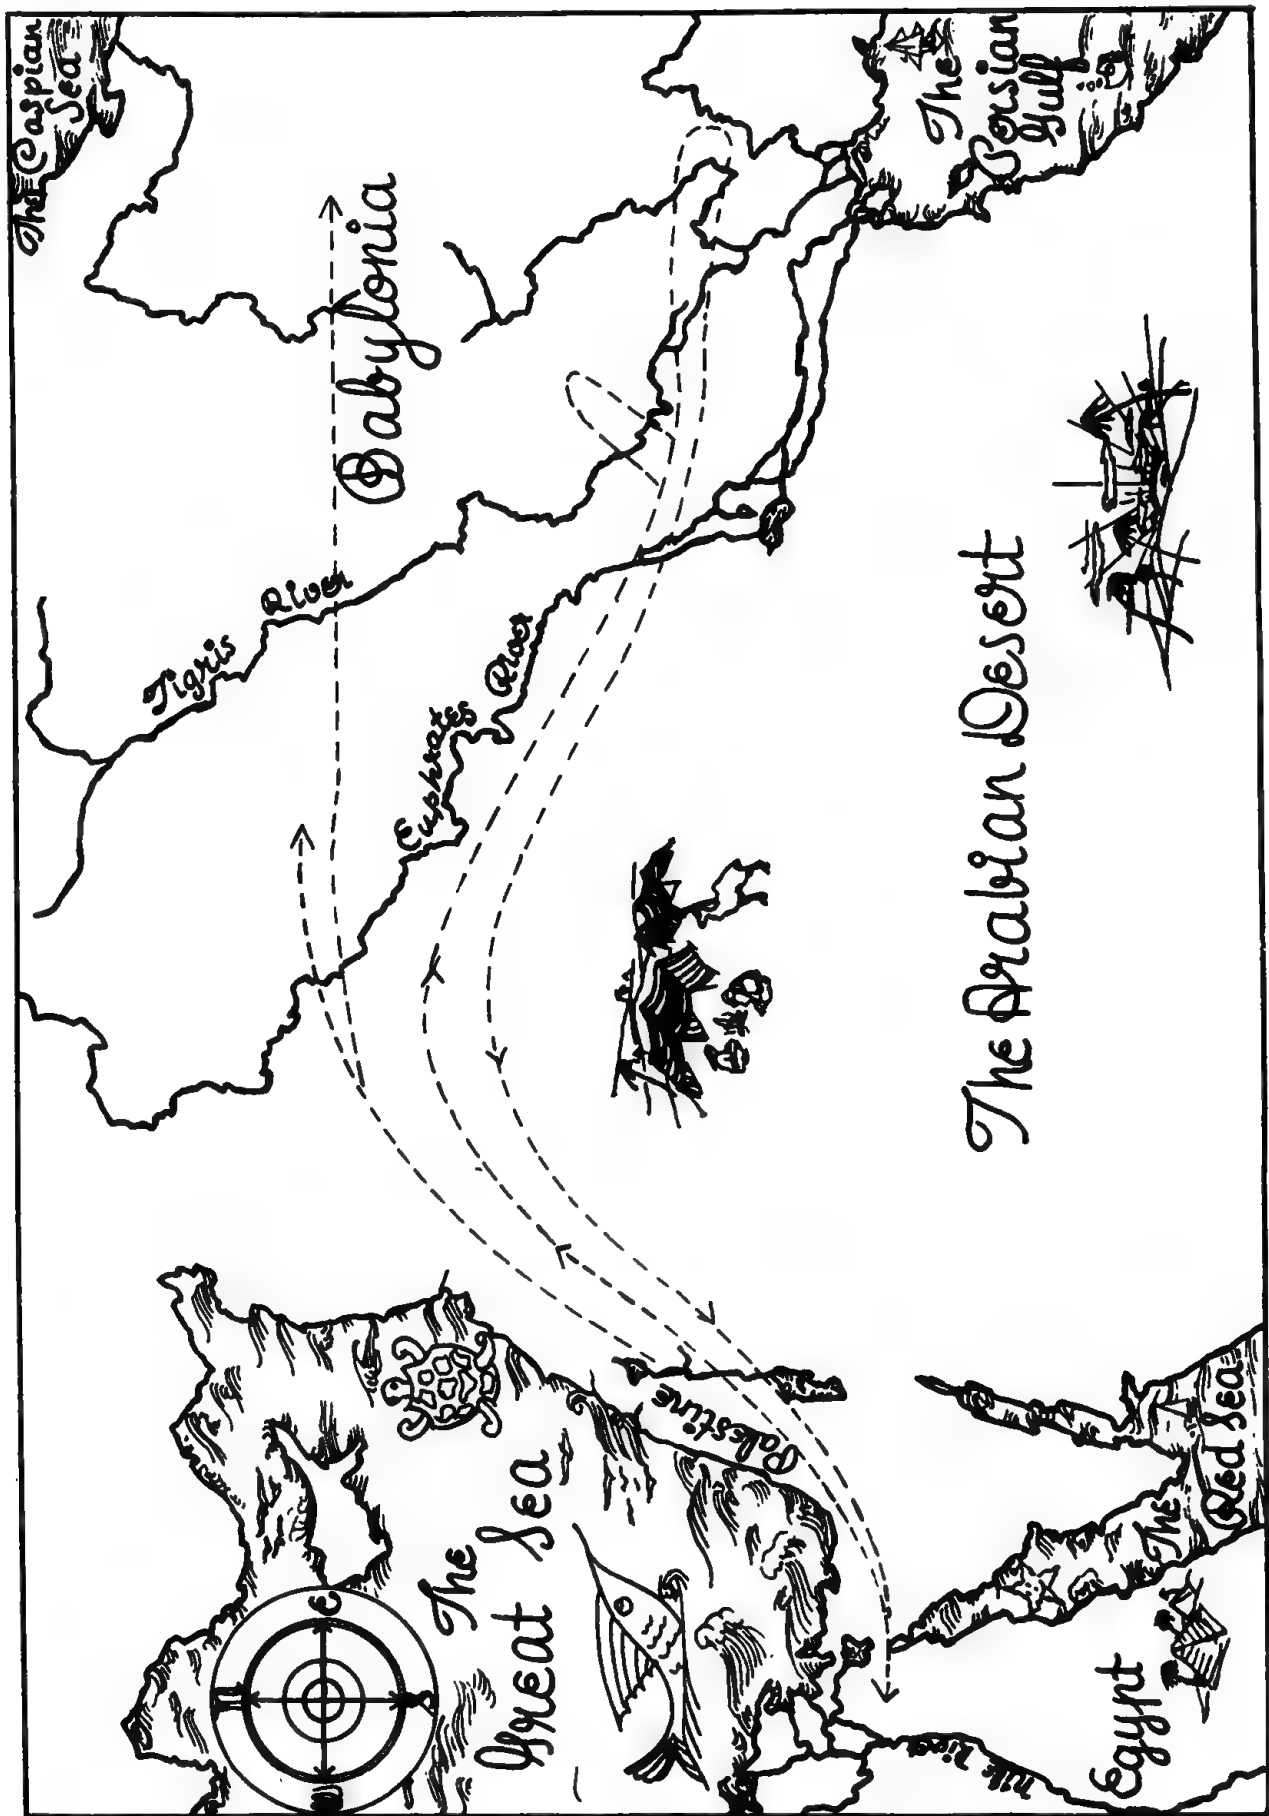 N
W
E
S
The
Great Sea
Palestine
Nile River
Egypt
The
Red Sea
Tigris River
Euphrates River
Babylonia
The Arabian Desert
The Caspian
Sea
The
Persian
Gulf